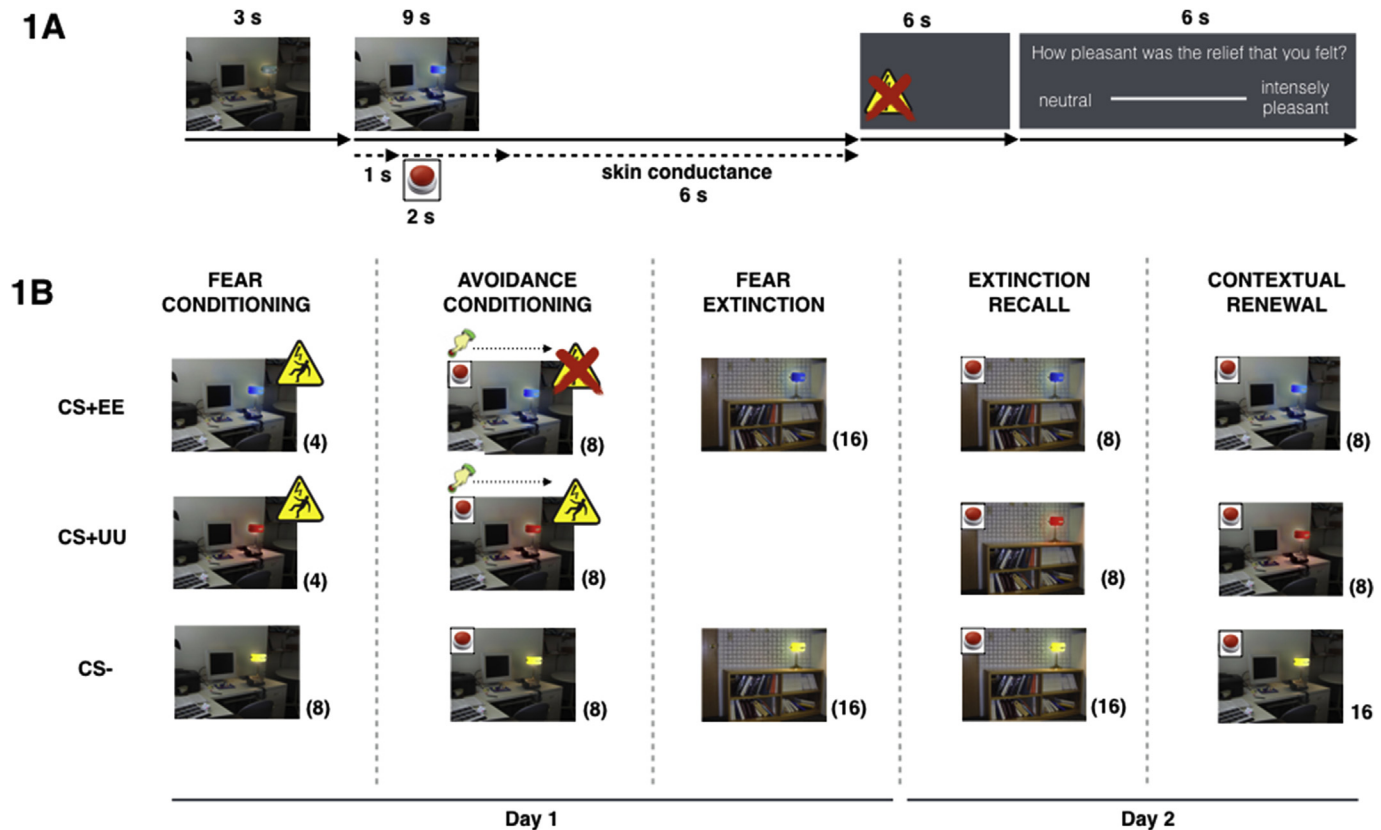 1A
3 s
9 s
6 s
6 s
How pleasant was the relief that you felt?
neutral
intensely
pleasant
1 s
2 s
skin conductance
6 s
1B
FEAR
CONDITIONING
AVOIDANCE
CONDITIONING
FEAR
EXTINCTION
EXTINCTION
RECALL
CONTEXTUAL
RENEWAL
CS+EE
(4)
(8)
(16)
(8)
(8)
CS+UU
(4)
(8)
(8)
(8)
CS-
(8)
(8)
(16)
(16)
16
Day 1
Day 2